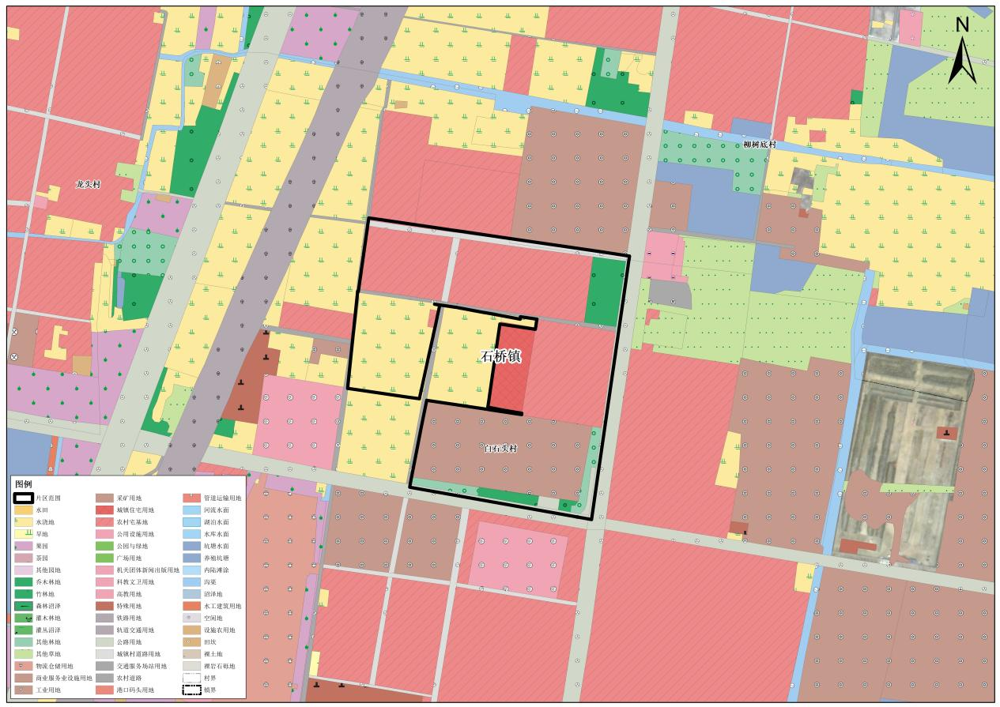 N
柳树底村
龙头村
石桥镇
白石头村
图例
片区范围
水田
水浇地
旱地
果园
茶园
其他园地
乔木林地
竹林地
森林沼泽
灌木林地
灌丛沼泽
其他林地
其他草地
物流仓储用地
商业服务业设施用地
工业用地
采矿用地
城镇住宅用地
农村宅基地
公用设施用地
公园与绿地
广场用地
机关团体新闻出版用地
科教文卫用地
高教用地
特殊用地
铁路用地
轨道交通用地
公路用地
城镇村道路用地
交通服务场站用地
农村道路
港口码头用地
管道运输用地
河流水面
湖泊水面
水库水面
坑塘水面
养殖坑塘
内陆滩涂
沟渠
沼泽地
水工建筑用地
空闲地
设施农用地
田坎
裸土地
裸岩石砾地
村界
镇界